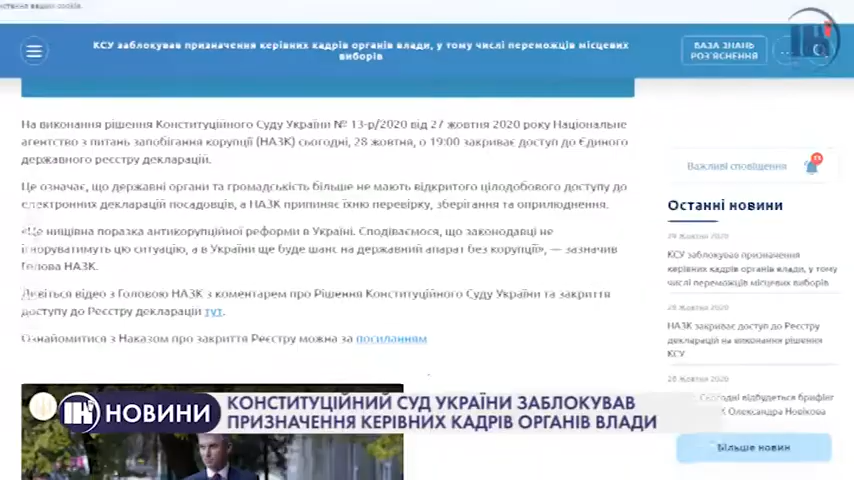 ваших cookie
КСУ заблокував призначення керівних кадрів органів влади, у тому числі переможців місцевих
виборів
БАЗА ЗНАНЬ
РОЗ'ЯСНЕННЯ
На виконання рішення Конституційного Суду України № 13-р/2020 від 27 жовтня 2020 року Національне
агентство з питань запобігання корупції (НАЗК) сьогодні, 28 жовтня, о 19:00 закриває доступ до Єдиного
державного реєстру декларацій.
Це означає, що державні органи та громадськість більше не мають відкритого цілодобового доступу до
електронних декларацій посадовців, а НАЗК припиняє їхню перевірку, зберігання та оприлюднення.
«Це нищівна поразка антикорупційної реформи в Україні. Сподіваємося, що законодавці не
ігноруватимуть цю ситуацію, а в України ще буде шанс на державний апарат без корупції», — зазначив
Голова НАЗК.
Дивіться відео з Головою НАЗК з коментарем про Рішення Конституційного Суду України та закриття
доступу до Реєстру декларацій тут.
Ознайомитися з Наказом про закриття Реєстру можна за посиланням
Важливі сповіщення
Останні новини
29 Жовтня 2020
КСУ заблокував призначення
керівних кадрів органів влади, у тому
числі переможців місцевих виборів
28 Жовтня 2020
НАЗК закриває доступ до Реєстру
декларацій на виконання рішення
КСУ
28 Жовтня 2020
Сьогодні відбудеться брифінг
Олександра Новікова
Більше новин
НОВИНИ
КОНСТИТУЦІЙНИЙ СУД УКРАЇНИ ЗАБЛОКУВАВ
ПРИЗНАЧЕННЯ КЕРІВНИХ КАДРІВ ОРГАНІВ ВЛАДИ